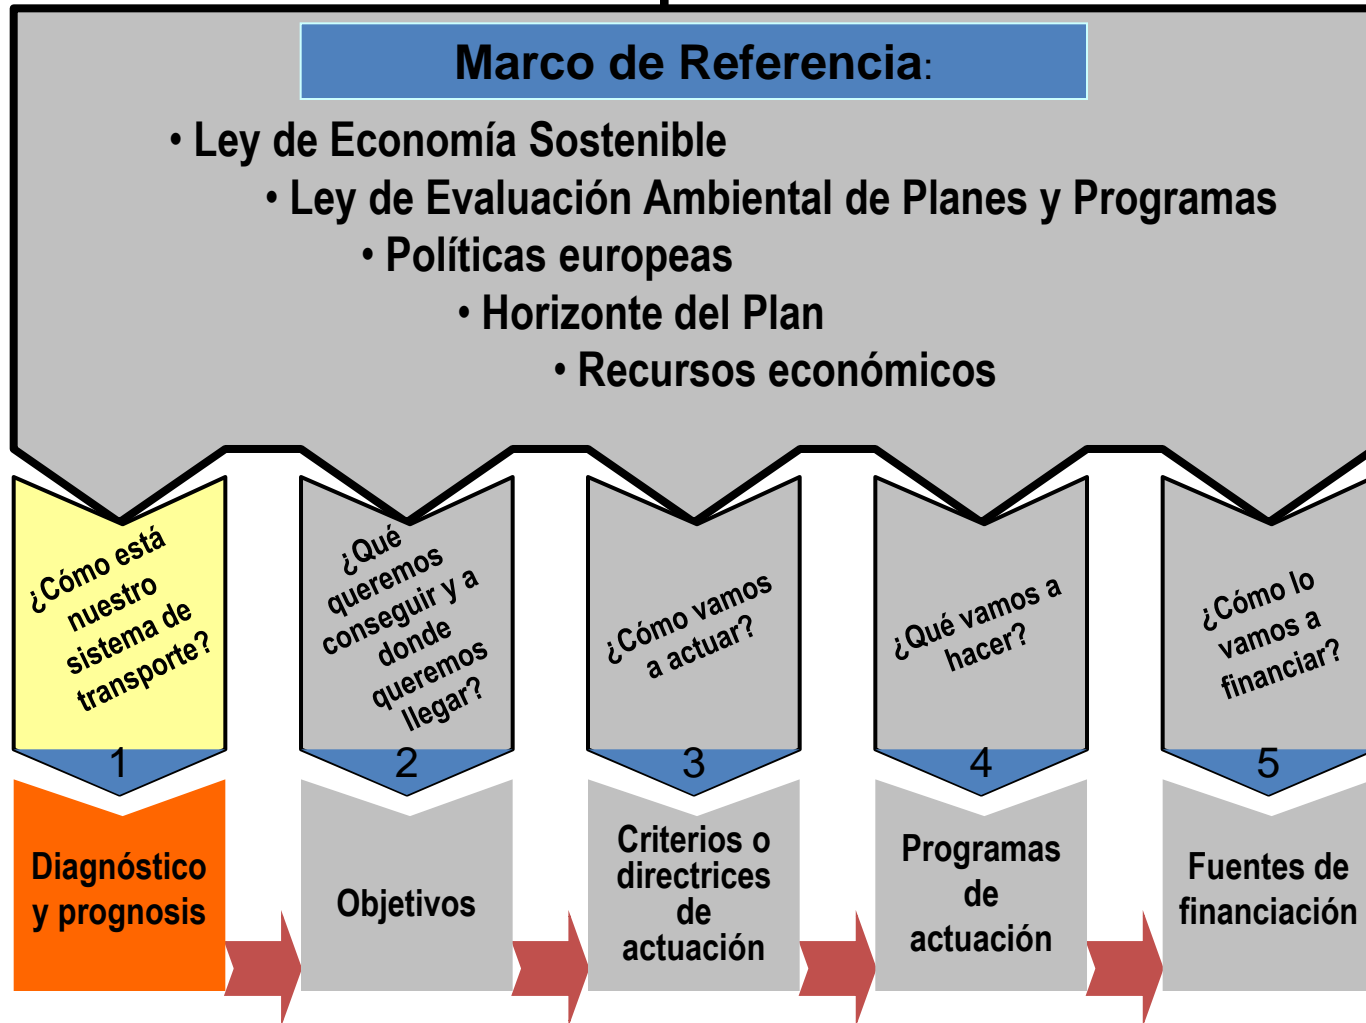 Marco de Referencia:
• Ley de Economía Sostenible
• Ley de Evaluación Ambiental de Planes y Programas
• Políticas europeas
• Horizonte del Plan
• Recursos económicos
¿Cómo está
nuestro
sistema de
transporte?
1
Diagnóstico
y prognosis
¿Qué
queremos
conseguir y a
donde
queremos
llegar?
2
Objetivos
¿Cómo vamos
a actuar?
3
Criterios o
directrices
de
actuación
¿Qué vamos a
hacer?
4
Programas
de
actuación
¿Cómo lo
vamos a
financiar?
5
Fuentes de
financiación